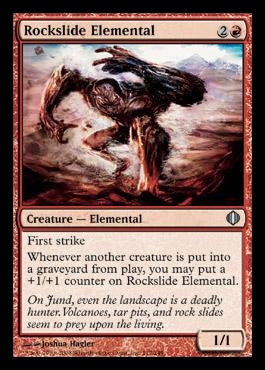 Rockslide Elemental 2
Creature — Elemental
First strike
Whenever another creature is put into
a graveyard from play, you may put a
+1/+1 counter on Rockslide Elemental.
On Jund, even the landscape is a deadly
hunter. Volcanoes, tar pits, and rock slides
seem to prey upon the living.
Joshua Hagler
1/1